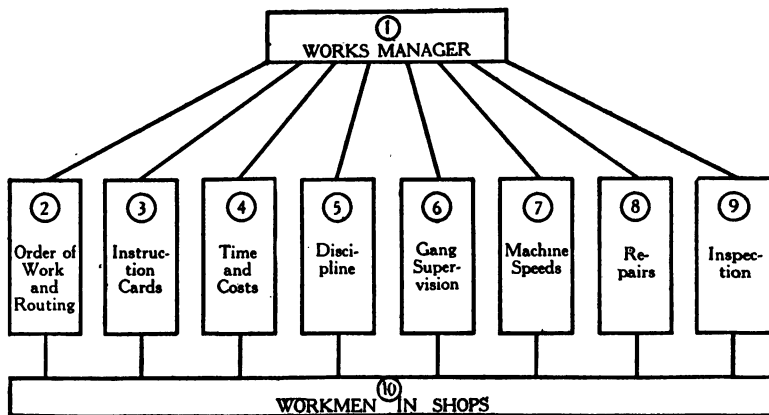 1
WORKS MANAGER
2
Order of
Work
and
Routing
3
Instruc-
tion
Cards
4
Time
and
Costs
5
Disci-
pline
6
Gang
Super-
vision
7
Machine
Speeds
8
Re-
pairs
9
Inspec-
tion
10
WORKMEN IN SHOPS